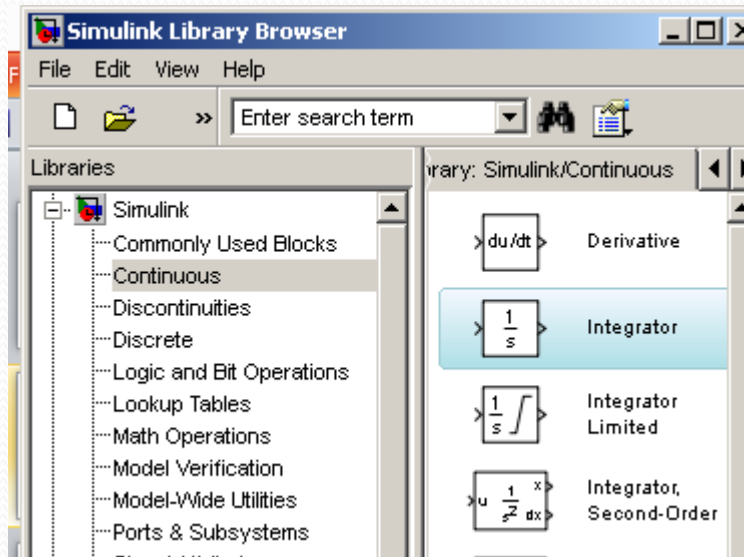 Simulink Library Browser
File Edit View Help
» Enter search term
Libraries
Simulink
Commonly Used Blocks
Continuous
Discontinuities
Discrete
Logic and Bit Operations
Lookup Tables
Math Operations
Model Verification
Model-Wide Utilities
Ports & Subsystems
Simulink/Continuous
du/dt Derivative
1/s Integrator
1/s Integrator
Limited
u 1/s² x dx Integrator,
Second-Order